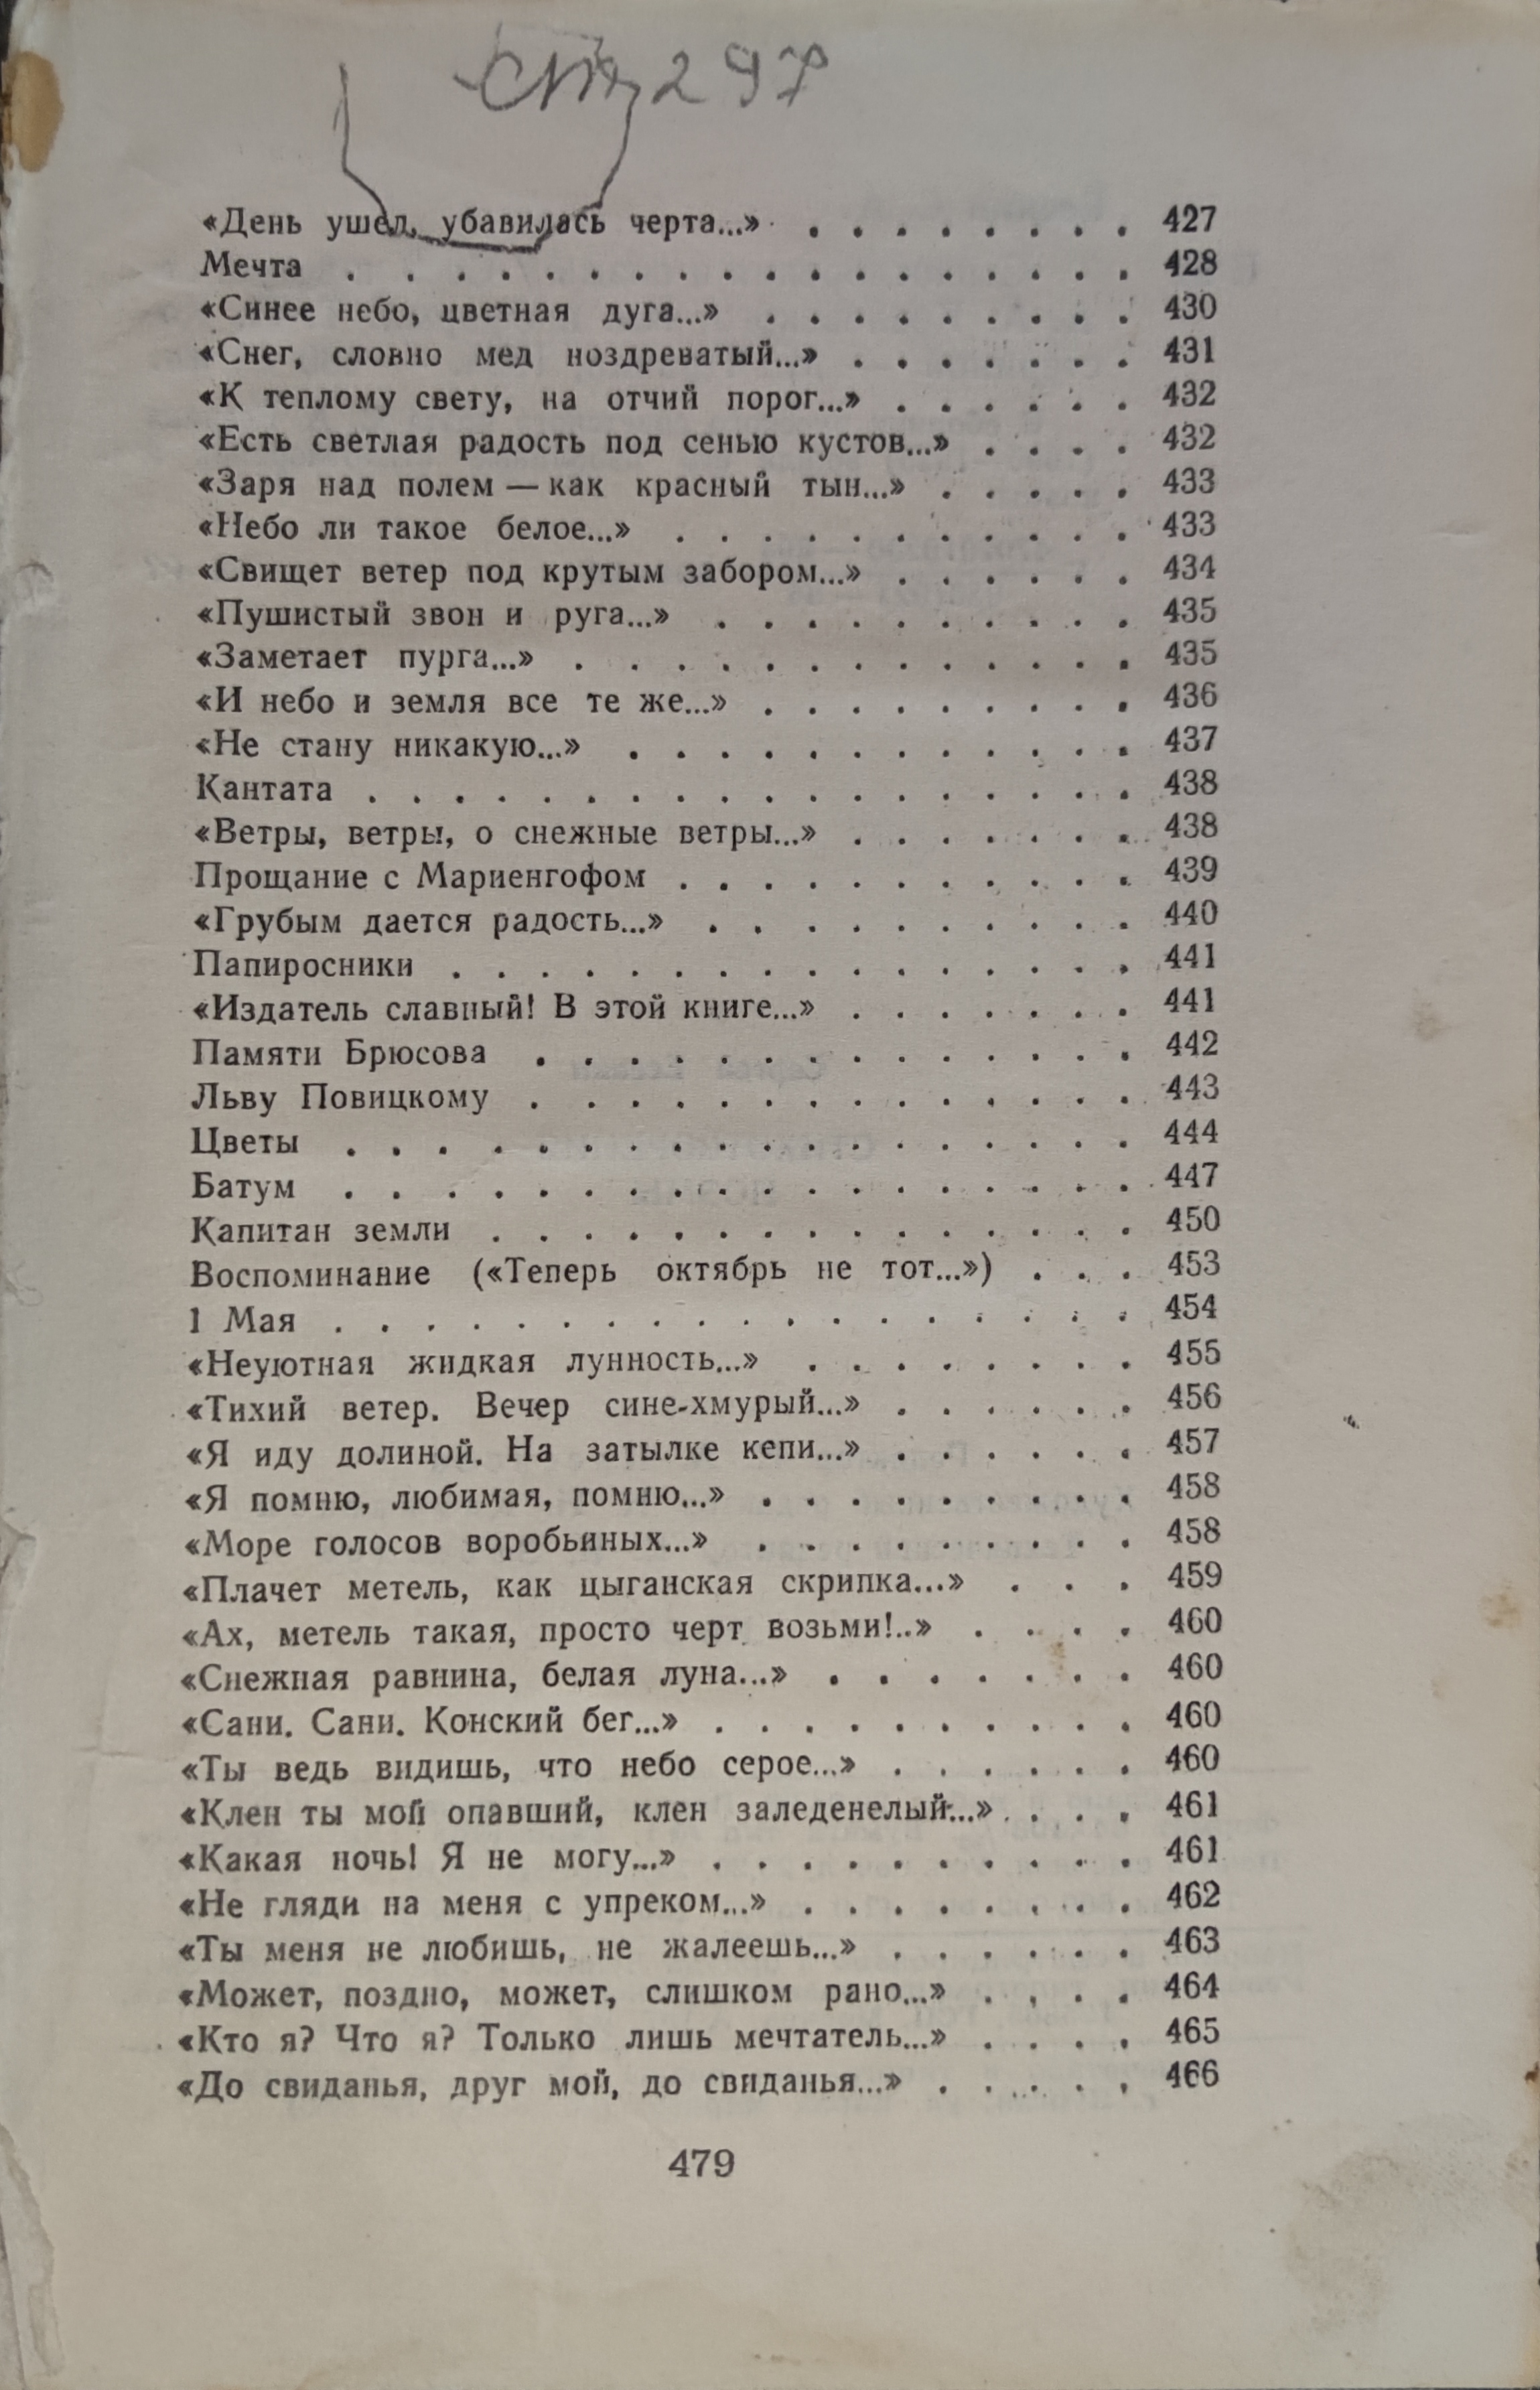 297
«День ушел, убавилась черта...» . . . . . . . . 427
Мечта . . . . . . . . . . . . . . . . . . 428
«Синее небо, цветная дуга...» . . . . . . . . . 430
«Снег, словно мед ноздреватый...» . . . . . . . 431
«К теплому свету, на отчий порог...» . . . . . . 432
«Есть светлая радость под сенью кустов...» . . . . 432
«Заря над полем — как красный тын...» . . . . . 433
«Небо ли такое белое...» . . . . . . . . . . . 433
«Свищет ветер под крутым забором...» . . . . . . 434
«Пушистый звон и руга...» . . . . . . . . . . 435
«Заметает пурга...» . . . . . . . . . . . . . 435
«И небо и земля все те же...» . . . . . . . . . 436
«Не стану никакую...» . . . . . . . . . . . . 437
Кантата . . . . . . . . . . . . . . . . . . 438
«Ветры, ветры, о снежные ветры...» . . . . . . . 438
Прощание с Мариенгофом . . . . . . . . . . . 439
«Грубым дается радость...» . . . . . . . . . . 440
Папиросники . . . . . . . . . . . . . . . . 441
«Издатель славный! В этой книге...» . . . . . . . 441
Памяти Брюсова . . . . . . . . . . . . . . 442
Льву Повицкому . . . . . . . . . . . . . . 443
Цветы . . . . . . . . . . . . . . . . . . 444
Батум . . . . . . . . . . . . . . . . . . 447
Капитан земли . . . . . . . . . . . . . . 450
Воспоминание («Теперь октябрь не тот...») . . . 453
1 Мая . . . . . . . . . . . . . . . . . . 454
«Неуютная жидкая лунность...» . . . . . . . . 455
«Тихий ветер. Вечер сине-хмурый...» . . . . . . 456
«Я иду долиной. На затылке кепи...» . . . . . . 457
«Я помню, любимая, помню...» . . . . . . . . . 458
«Море голосов воробьиных...» . . . . . . . . . 458
«Плачет метель, как цыганская скрипка...» . . . 459
«Ах, метель такая, просто черт возьми!..» . . . . 460
«Снежная равнина, белая луна...» . . . . . . . 460
«Сани. Сани. Конский бег...» . . . . . . . . . . 460
«Ты ведь видишь, что небо серое...» . . . . . . 460
«Клен ты мой опавший, клен заледенелый...» . . . . 461
«Какая ночь! Я не могу...» . . . . . . . . . . 461
«Не гляди на меня с упреком...» . . . . . . . . 462
«Ты меня не любишь, не жалеешь...» . . . . . . 463
«Может, поздно, может, слишком рано...» . . . . 464
«Кто я? Что я? Только лишь мечтатель...» . . . . 465
«До свиданья, друг мой, до свиданья...» . . . . . 466
479